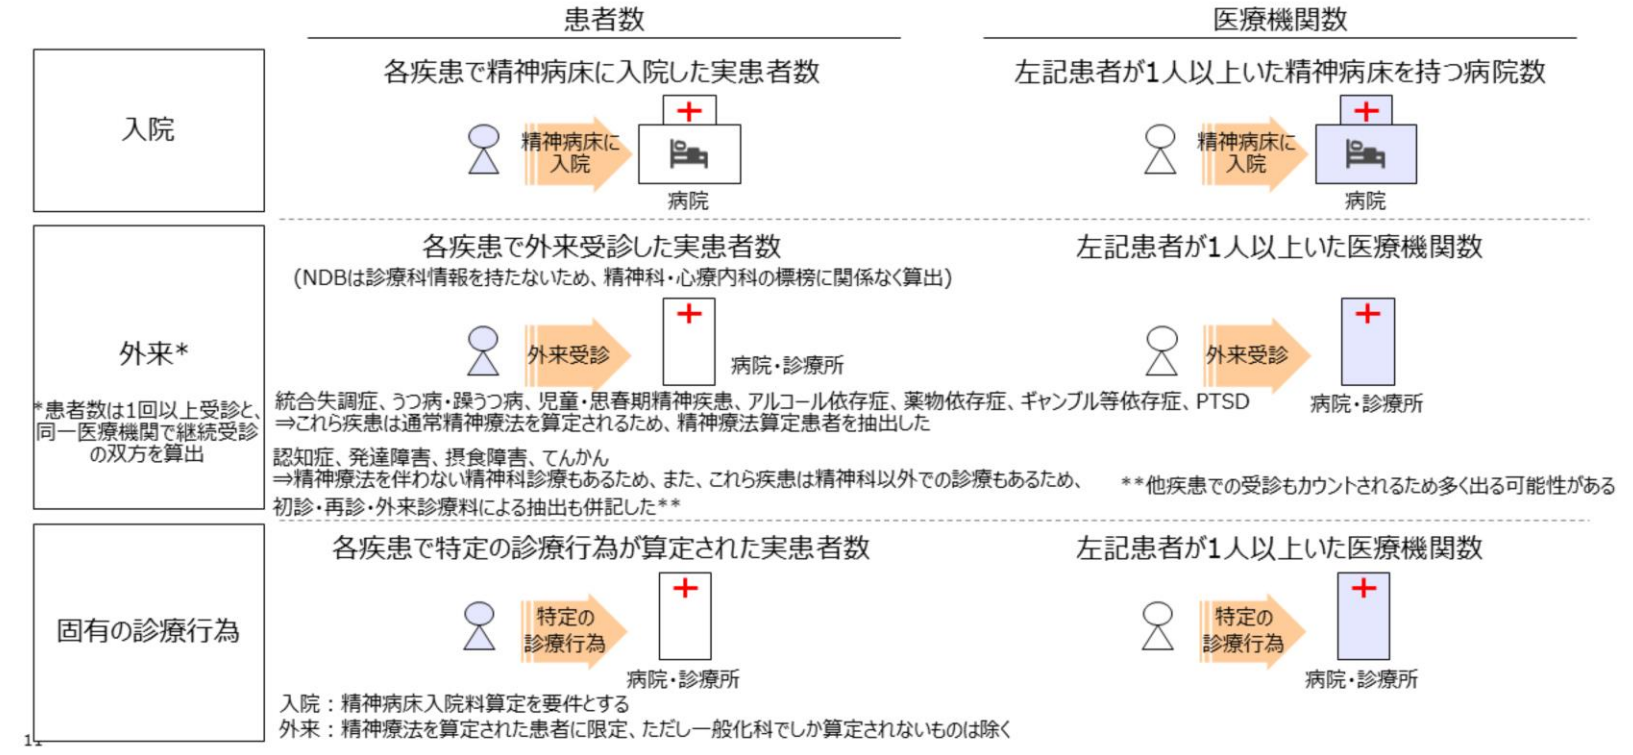 患者数
医療機関数
入院
各疾患で精神病床に入院した実患者数
精神病床に
入院
病院
左記患者が1人以上いた精神病床を持つ病院数
精神病床に
入院
病院
外来*
*患者数は1回以上受診と、
同一医療機関で継続受診
の双方を算出
各疾患で外来受診した実患者数
(NDBは診療科情報を持たないため、精神科・心療内科の標榜に関係なく算出)
外来受診
病院・診療所
左記患者が1人以上いた医療機関数
外来受診
病院・診療所
統合失調症、うつ病・躁うつ病、児童・思春期精神疾患、アルコール依存症、薬物依存症、ギャンブル等依存症、PTSD
⇒これら疾患は通常精神療法を算定されるため、精神療法算定患者を抽出した
認知症、発達障害、摂食障害、てんかん
⇒精神療法を伴わない精神科診療もあるため、また、これら疾患は精神科以外での診療もあるため、
初診・再診・外来診療料による抽出も併記した**
**他疾患での受診もカウントされるため多く出る可能性がある
固有の診療行為
各疾患で特定の診療行為が算定された実患者数
特定の
診療行為
病院・診療所
左記患者が1人以上いた医療機関数
特定の
診療行為
病院・診療所
入院：精神病床入院料算定を要件とする
外来：精神療法を算定された患者に限定、ただし一般化科でしか算定されないものは除く
11